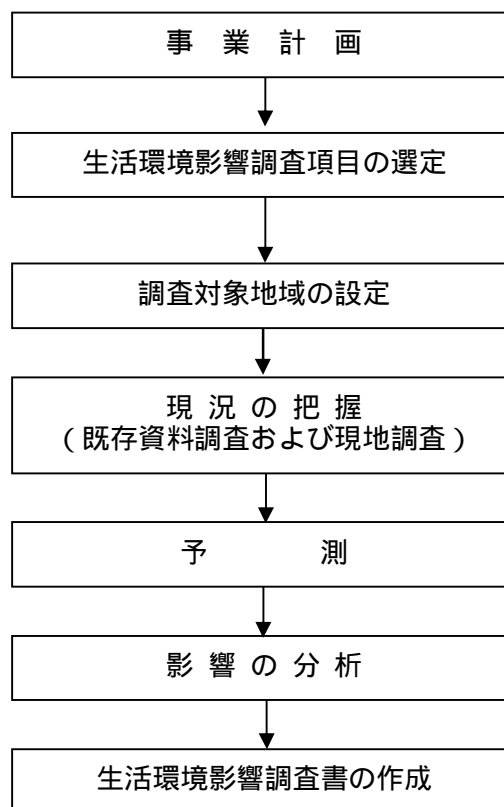 事 業 計 画
生活環境影響調査項目の選定
調査対象地域の設定
現 況 の 把 握
（既存資料調査および現地調査）
予 測
影 響 の 分 析
生活環境影響調査書の作成